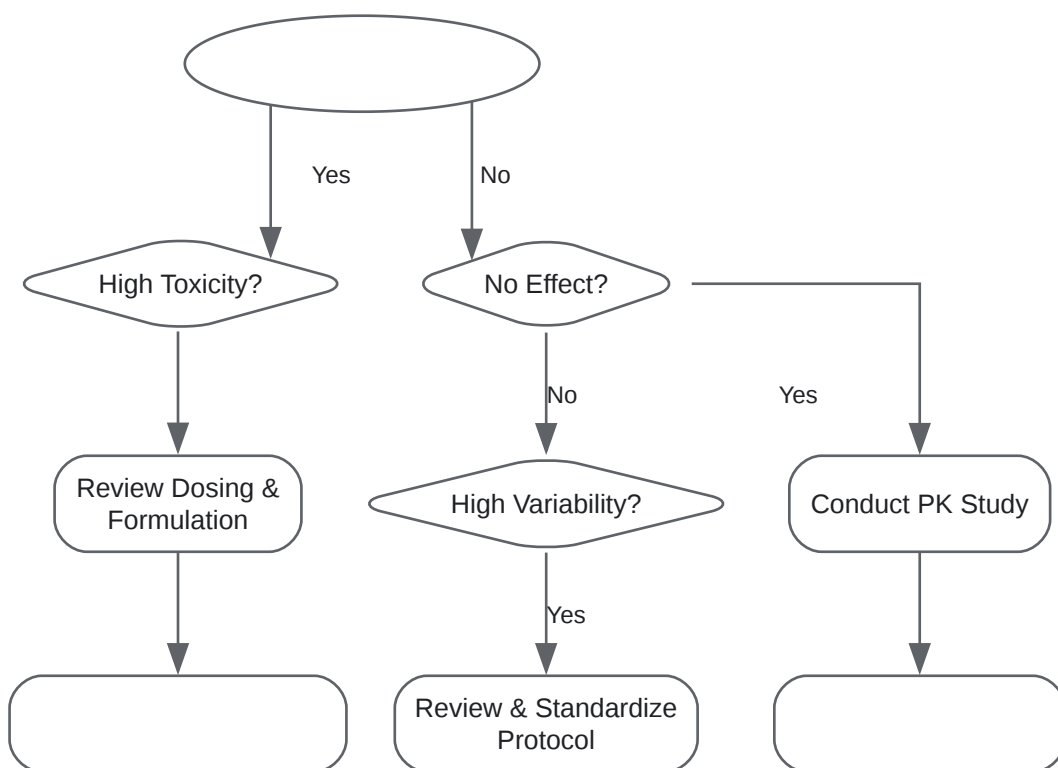 Yes
No
High Toxicity?
No Effect?
No
Yes
Review Dosing &
Formulation
High Variability?
Conduct PK Study
Yes
Review & Standardize
Protocol